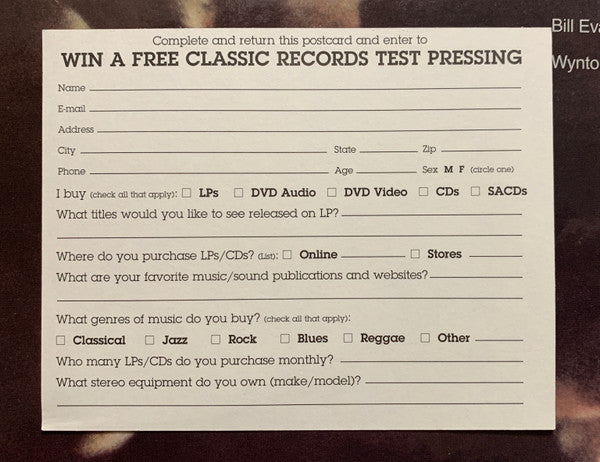 Complete and return this postcard and enter to
WIN A FREE CLASSIC RECORDS TEST PRESSING
Name
E-mail
Address
City State Zip
Phone Age Sex M F (circle one)
I buy (check all that apply): ☐ LPs ☐ DVD Audio ☐ DVD Video ☐ CDs ☐ SACDs
What titles would you like to see released on LP?
Where do you purchase LPs/CDs? (List): ☐ Online ☐ Stores
What are your favorite music/sound publications and websites?
What genres of music do you buy? (check all that apply):
☐ Classical ☐ Jazz ☐ Rock ☐ Blues ☐ Reggae ☐ Other
Who many LPs/CDs do you purchase monthly?
What stereo equipment do you own (make/model)?
Bill Eva
Wynto